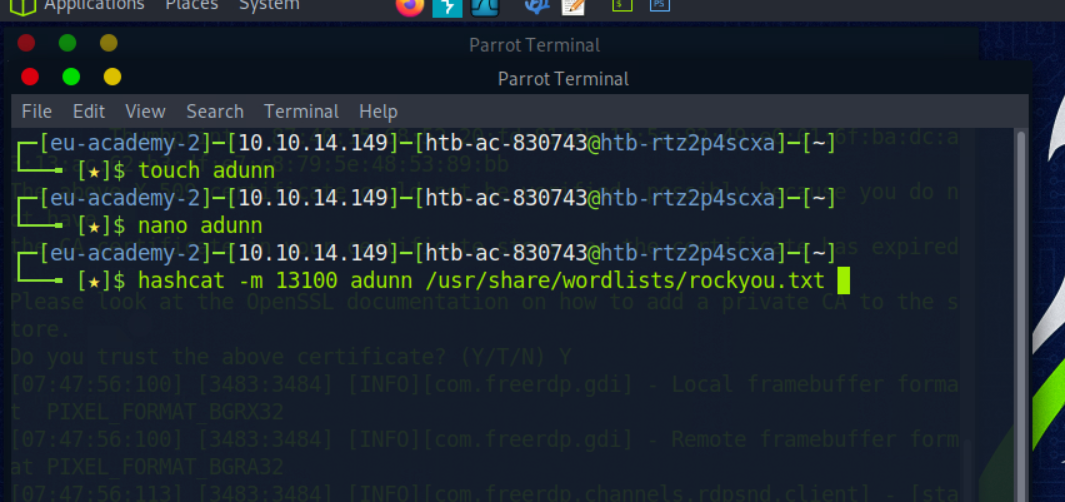 Applications Places System
Parrot Terminal
Parrot Terminal
File Edit View Search Terminal Help
┌─[eu-academy-2]─[10.10.14.149]─[htb-ac-830743@htb-rtz2p4scxa]─[~]
└──╼ [★]$ touch adunn
┌─[eu-academy-2]─[10.10.14.149]─[htb-ac-830743@htb-rtz2p4scxa]─[~]
└──╼ [★]$ nano adunn
┌─[eu-academy-2]─[10.10.14.149]─[htb-ac-830743@htb-rtz2p4scxa]─[~]
└──╼ [★]$ hashcat -m 13100 adunn /usr/share/wordlists/rockyou.txt
Please look at the OpenSSL documentation on how to add a private CA to the s
tore.
Do you trust the above certificate? (Y/T/N) Y
[07:47:56:100] [3483:3484] [INFO][com.freerdp.gdi] - Local framebuffer forma
t PIXEL_FORMAT_BGRX32
[07:47:56:100] [3483:3484] [INFO][com.freerdp.gdi] - Remote framebuffer form
at PIXEL_FORMAT_BGRA32
[07:47:56:113] [3483:3484] [INFO][com.freerdp.channels.rdpsnd.client] - [sta